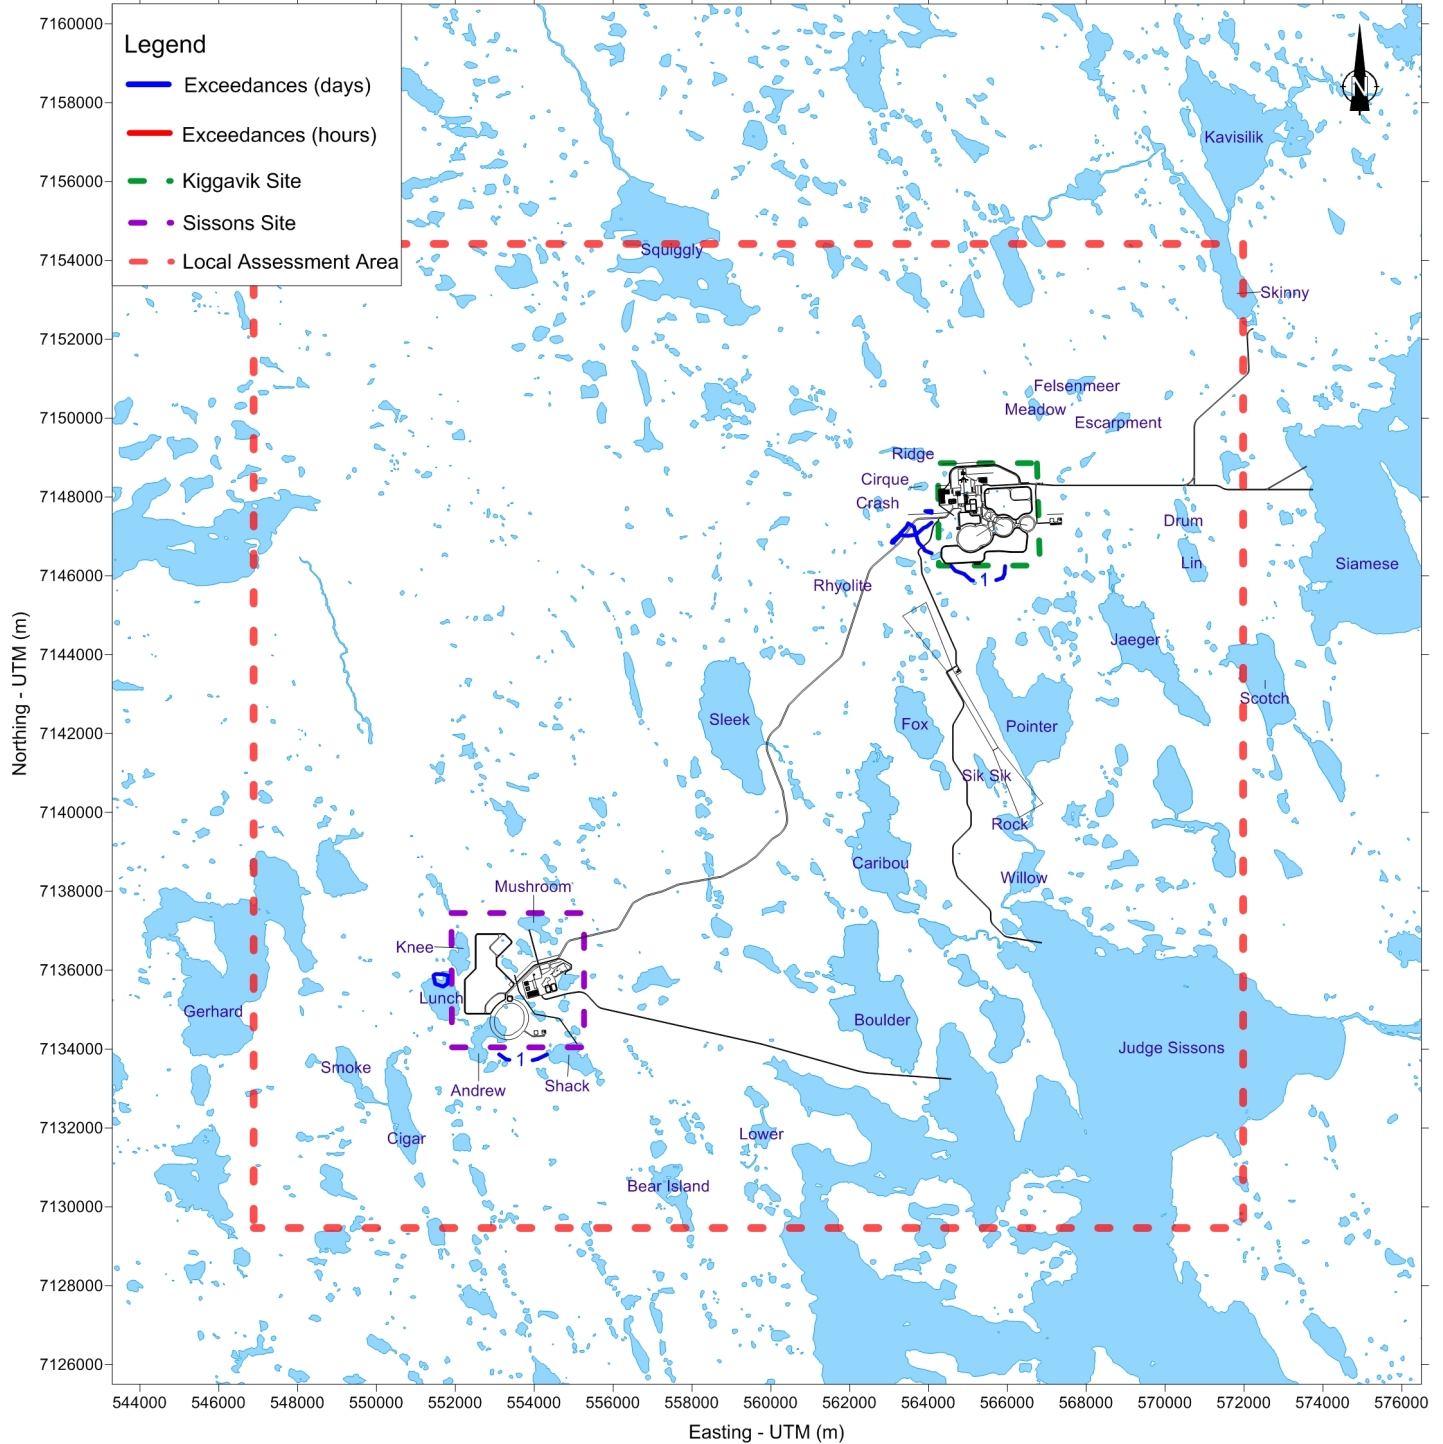 Legend
Exceedances (days)
Exceedances (hours)
Kiggavik Site
Sissons Site
Local Assessment Area
N
Kavisilik
Squiggly
Skinny
Felsenmeer
Meadow
Escarpment
Ridge
Cirque
Crash
Drum
Lin
Siamese
Rhyolite
1
Jaeger
Scotch
Sleek
Fox
Pointer
Sik Sik
Rock
Caribou
Willow
Mushroom
Knee
Lunch
Gerhard
Boulder
Judge Sissons
1
Smoke
Andrew
Shack
Cigar
Lower
Bear Island
7160000
7158000
7156000
7154000
7152000
7150000
7148000
7146000
7144000
7142000
7140000
7138000
7136000
7134000
7132000
7130000
7128000
7126000
Northing - UTM (m)
544000 546000 548000 550000 552000 554000 556000 558000 560000 562000 564000 566000 568000 570000 572000 574000 576000
Easting - UTM (m)